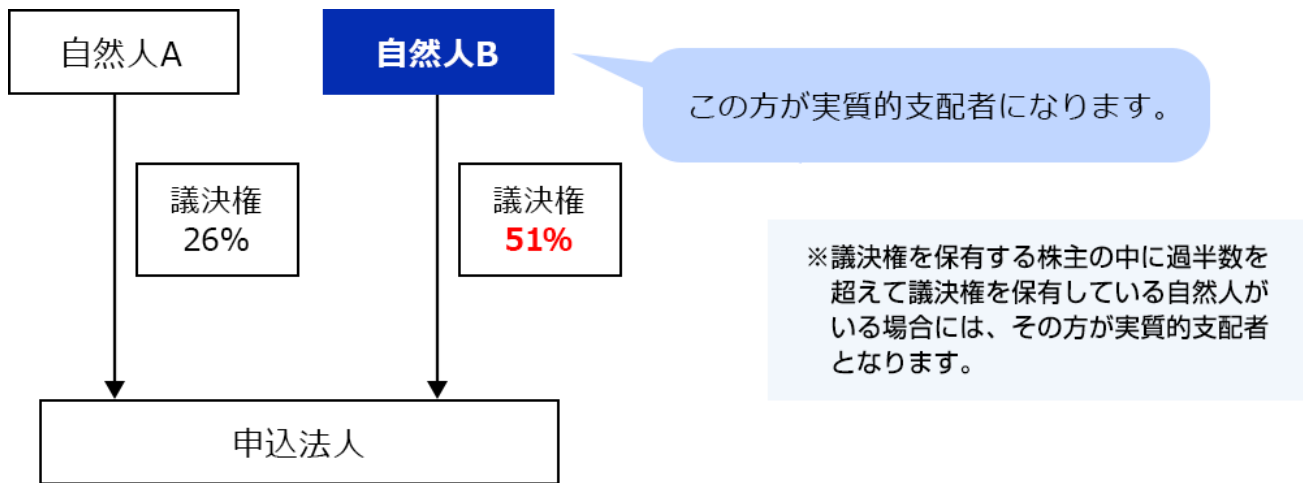 自然人A
自然人B
この方が実質的支配者になります。
議決権
26%
議決権
51%
※議決権を保有する株主の中に過半数を
超えて議決権を保有している自然人が
いる場合には、その方が実質的支配者
となります。
申込法人